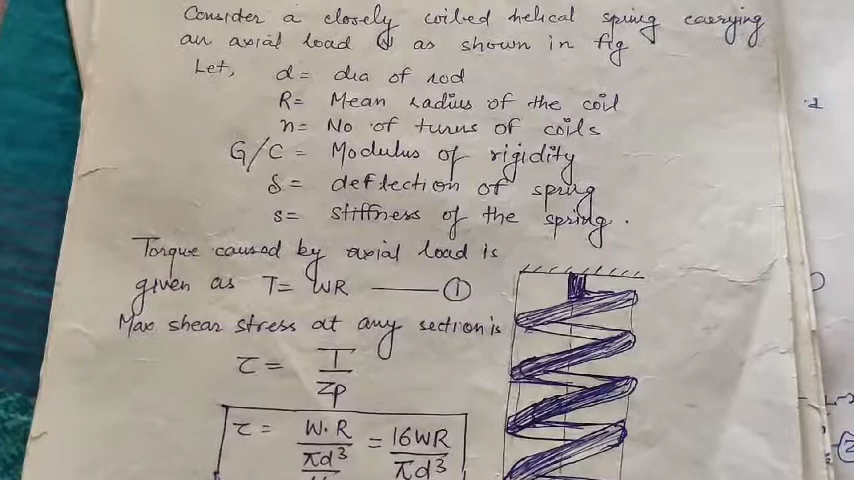 Consider a closely coiled helical spring carrying
an axial load W as shown in fig
Let, d = dia of rod
R = Mean radius of the coil
n = No of turns of coils
G/C = Modulus of rigidity
δ = deflection of spring
s = stiffness of the spring.
Torque caused by axial load is
given as T = WR —— ①
Max shear stress at any section is
τ = T/Zp
τ = W·R / πd³ = 16WR / πd³